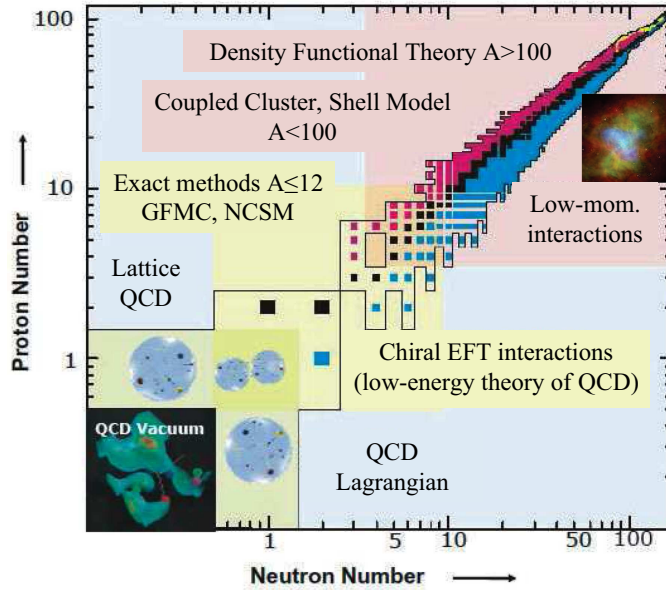 100
Density Functional Theory A>100
Coupled Cluster, Shell Model
A<100
10
Exact methods A≤12
GFMC, NCSM
Low-mom.
interactions
Lattice
QCD
1
Chiral EFT interactions
(low-energy theory of QCD)
QCD Vacuum
QCD
Lagrangian
Proton Number
1
5
10
50
100
Neutron Number